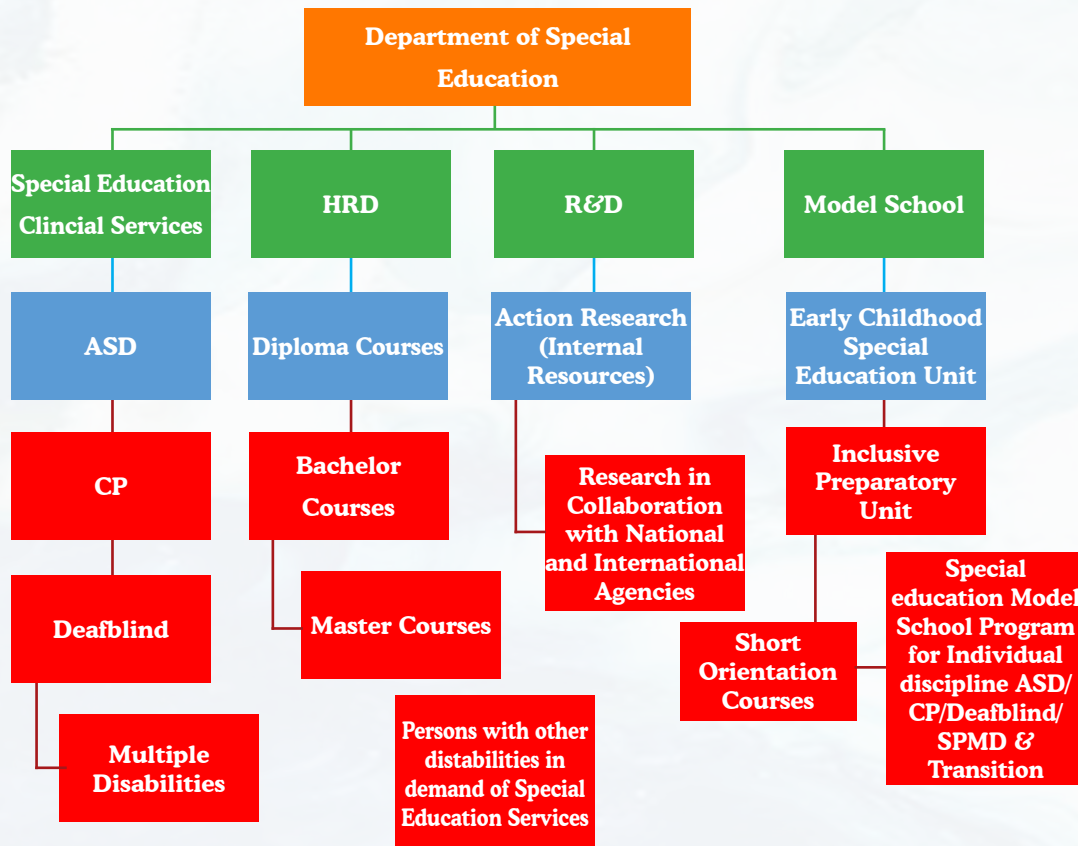 Department of Special
Education
Special Education
Clincial Services
HRD
R&D
Model School
ASD
Diploma Courses
Action Research
(Internal
Resources)
Early Childhood
Special
Education Unit
CP
Bachelor
Courses
Research in
Collaboration
with National
and International
Agencies
Inclusive
Preparatory
Unit
Deafblind
Master Courses
Short
Orientation
Courses
Special
education Model
School Program
for Individual
discipline ASD/
CP/Deafblind/
SPMD &
Transition
Multiple
Disabilities
Persons with other
distabilities in
demand of Special
Education Services